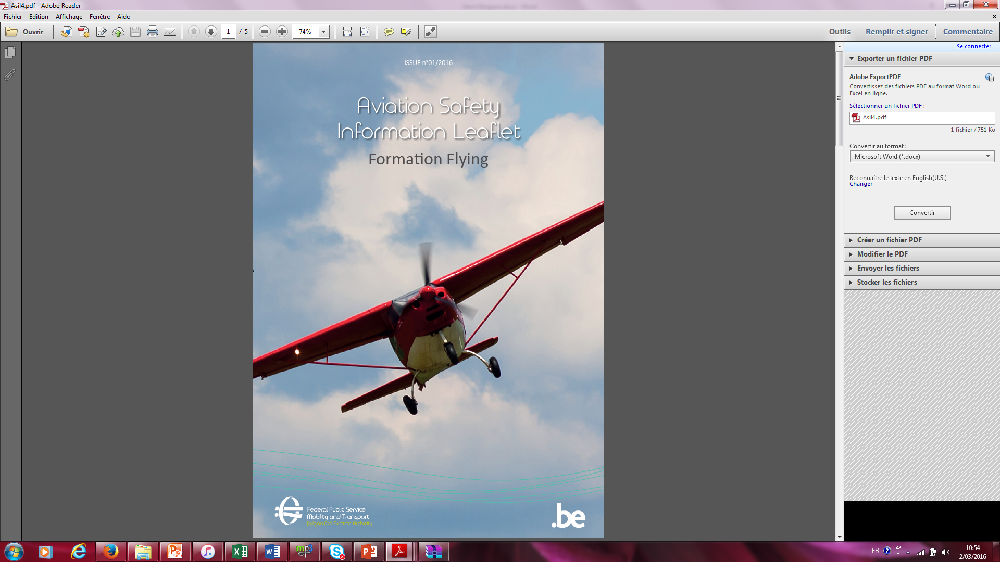 Asil4.pdf - Adobe Reader
Fichier Edition Affichage Fenêtre Aide
Ouvrir
1 / 5
74%
Outils
Remplir et signer
Commentaire
Se connecter
Exporter un fichier PDF
Adobe ExportPDF
Convertissez des fichiers PDF au format Word ou
Excel en ligne.
Sélectionner un fichier PDF :
Asil4.pdf
1 fichier / 751 Ko
Convertir au format :
Microsoft Word (*.docx)
Reconnaître le texte en English(U.S.)
Changer
Convertir
Créer un fichier PDF
Modifier le PDF
Envoyer les fichiers
Stocker les fichiers
ISSUE n°01/2016
Aviation Safety
Information Leaflet
Formation Flying
Federal Public Service
Mobility and Transport
Belgian Civil Aviation Authority
.be
mp3
FR
10:54
2/03/2016